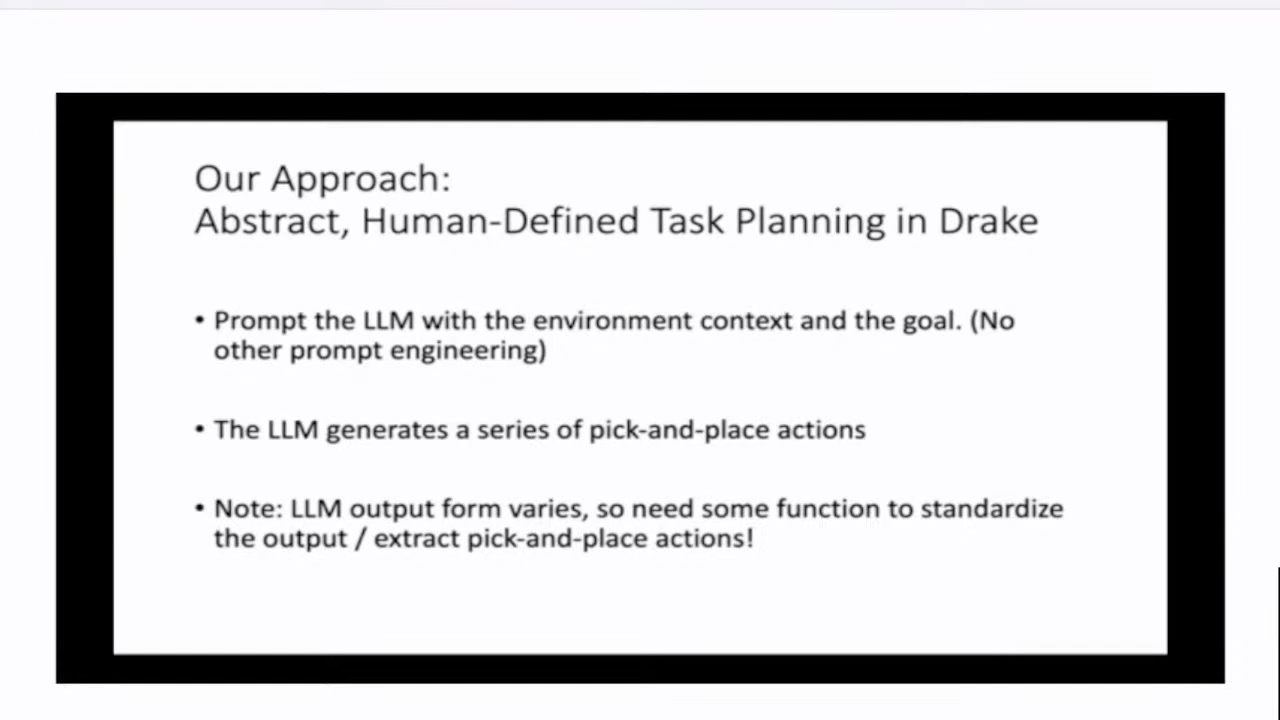 Our Approach:
Abstract, Human-Defined Task Planning in Drake
• Prompt the LLM with the environment context and the goal. (No
other prompt engineering)
• The LLM generates a series of pick-and-place actions
• Note: LLM output form varies, so need some function to standardize
the output / extract pick-and-place actions!